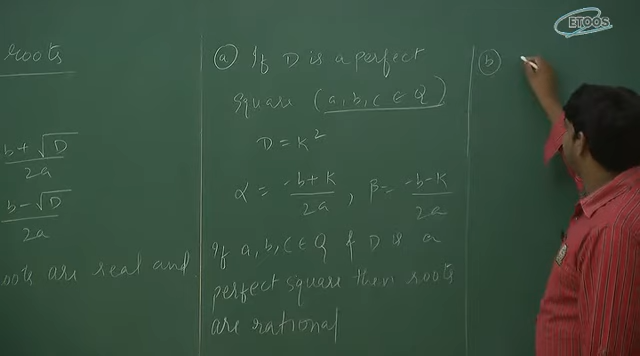 roots
b + √D
2a
b - √D
2a
roots are real and
(a) If D is a perfect
square (a, b, c ∈ Q)
D = K²
α = -b+K / 2a , β = -b-K / 2a
If a, b, c ∈ Q & D is a
perfect square then roots
are rational
(b)
ETOOS